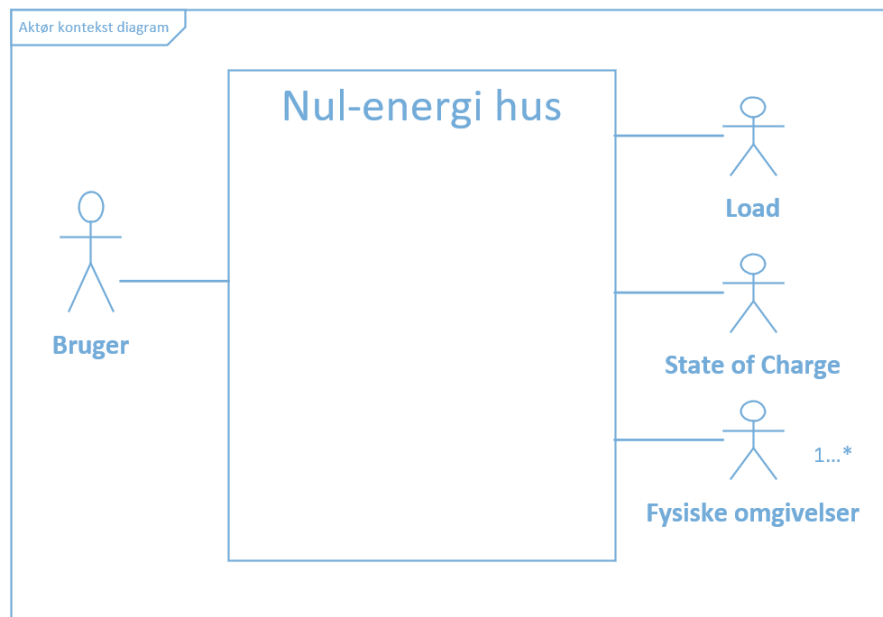 Aktør kontekst diagram
Nul-energi hus
Load
Bruger
State of Charge
1...*
Fysiske omgivelser